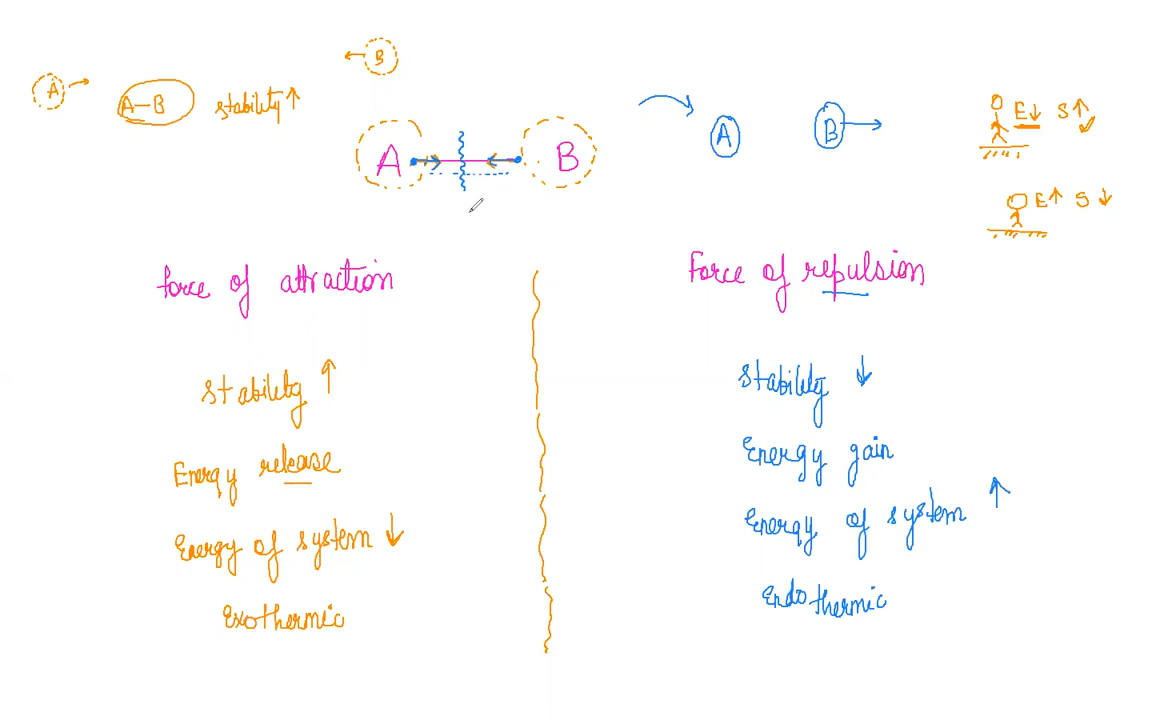 B
A
A-B stability ↑
A B
A B
E↓ S↑
E↑ S↓
force of attraction
Force of repulsion
Stability ↑
Energy release
Energy of system ↓
Exothermic
Stability ↓
Energy gain
Energy of system ↑
Endothermic